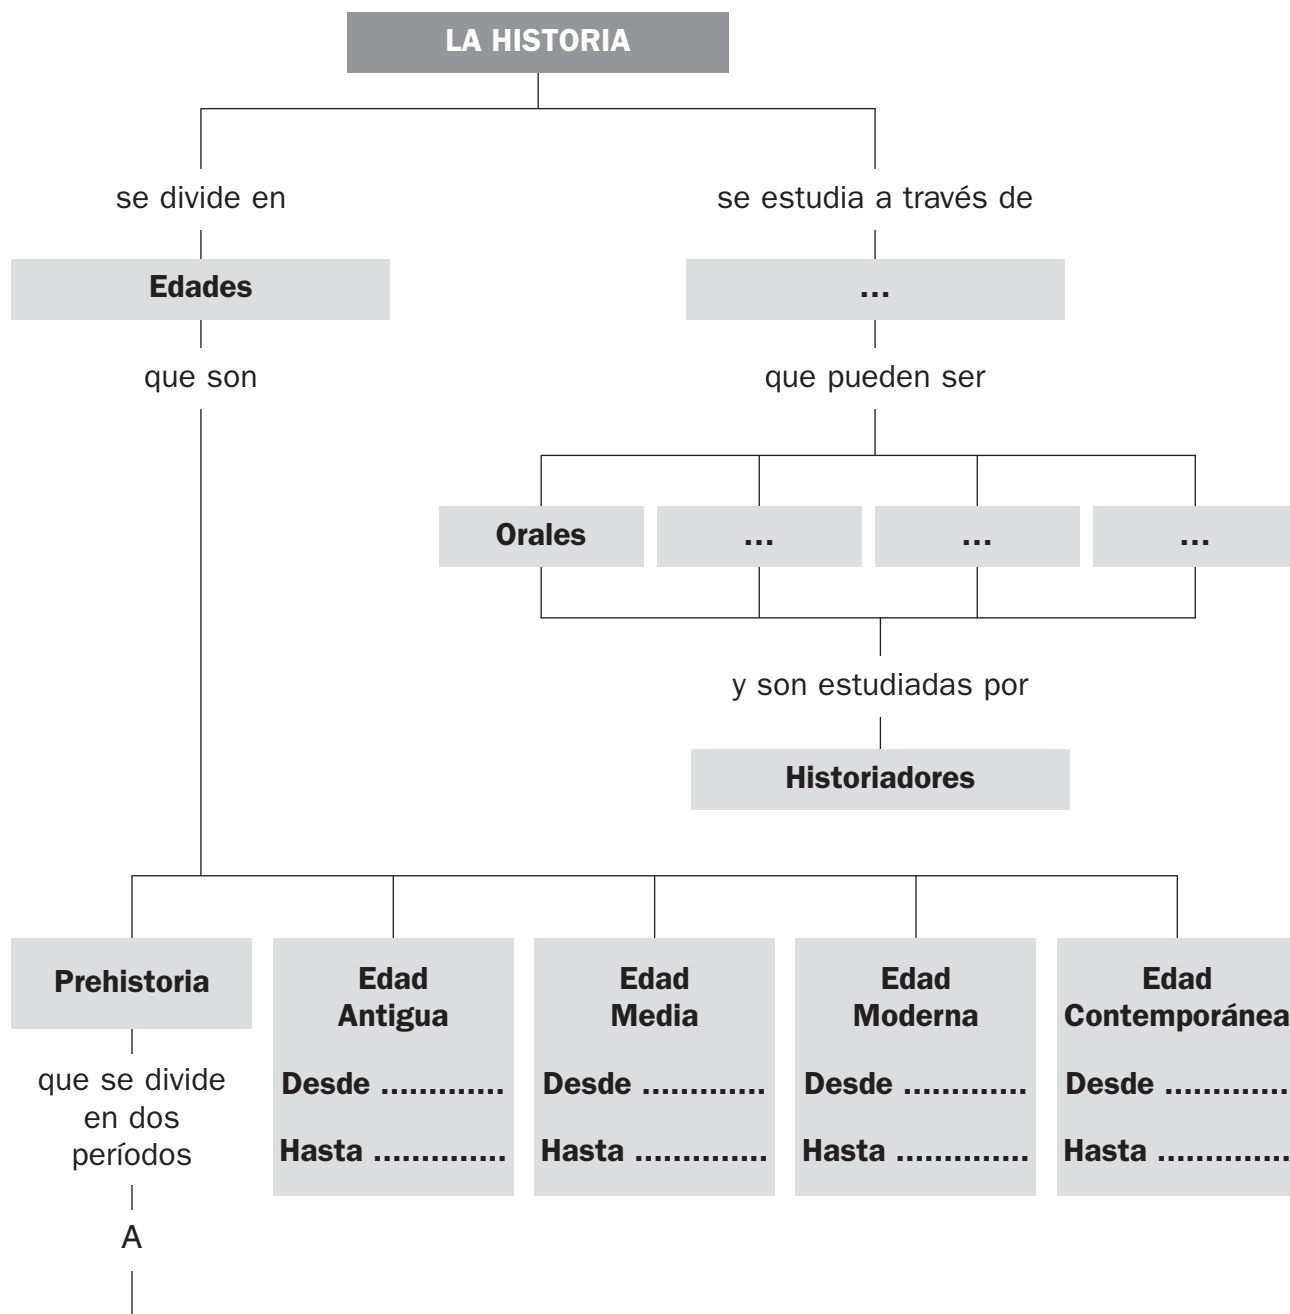 LA HISTORIA
se divide en
se estudia a través de
Edades
...
que son
que pueden ser
Orales
...
...
...
y son estudiadas por
Historiadores
Prehistoria
que se divide
en dos
períodos
A
Edad
Antigua
Desde .............
Hasta ..............
Edad
Media
Desde .............
Hasta ..............
Edad
Moderna
Desde .............
Hasta ..............
Edad
Contemporánea
Desde .............
Hasta ..............